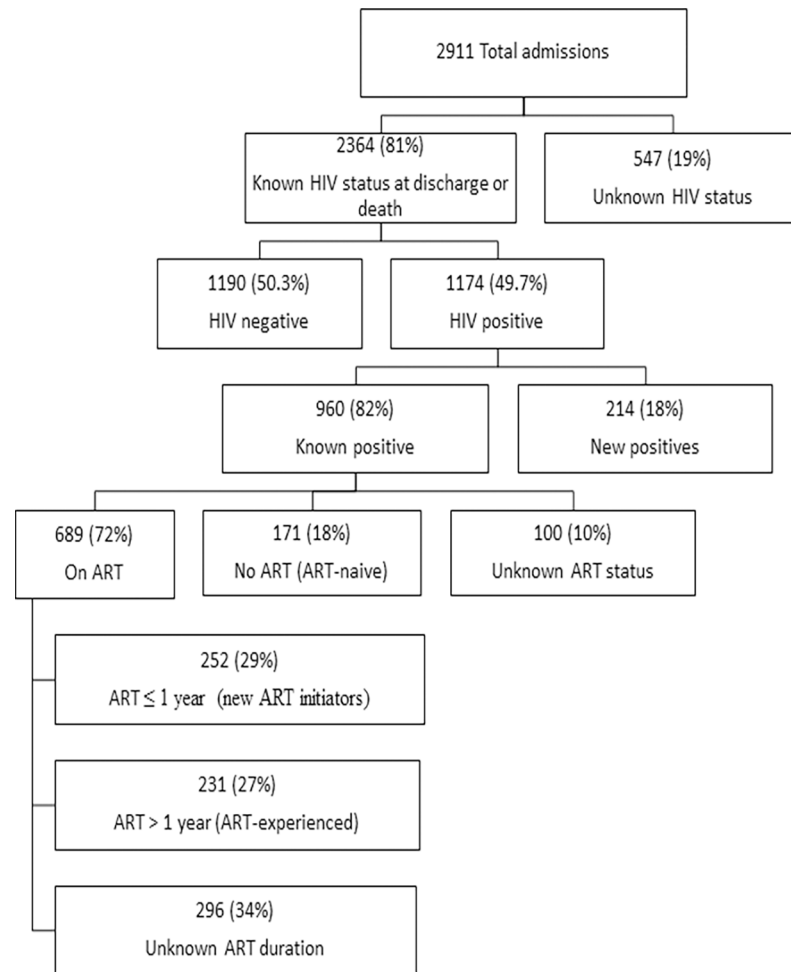 2911 Total admissions
2364 (81%)
Known HIV status at discharge or
death
547 (19%)
Unknown HIV status
1190 (50.3%)
HIV negative
1174 (49.7%)
HIV positive
960 (82%)
Known positive
214 (18%)
New positives
689 (72%)
On ART
171 (18%)
No ART (ART-naive)
100 (10%)
Unknown ART status
252 (29%)
ART ≤ 1 year (new ART initiators)
231 (27%)
ART > 1 year (ART-experienced)
296 (34%)
Unknown ART duration